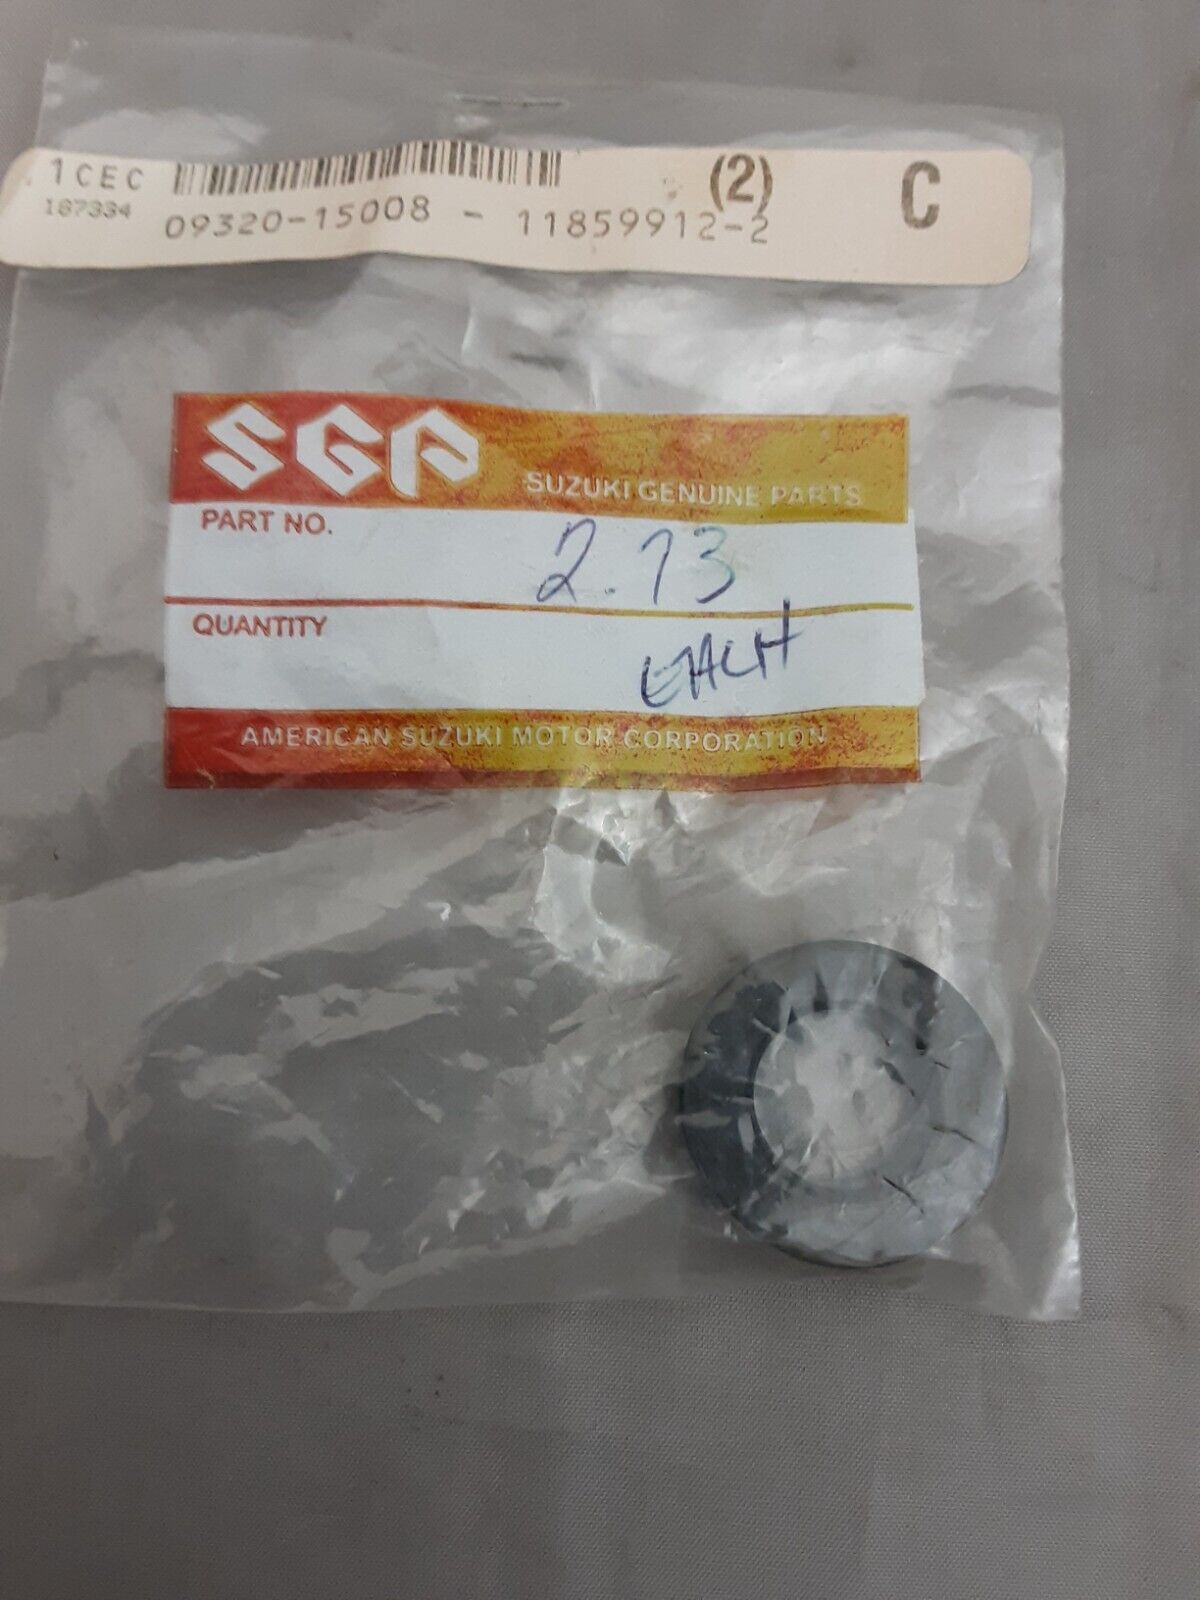 1CEC (2) C
187334 09320-15008 - 11859912-2
SGP SUZUKI GENUINE PARTS
PART NO. 2.73
QUANTITY EACH
AMERICAN SUZUKI MOTOR CORPORATION